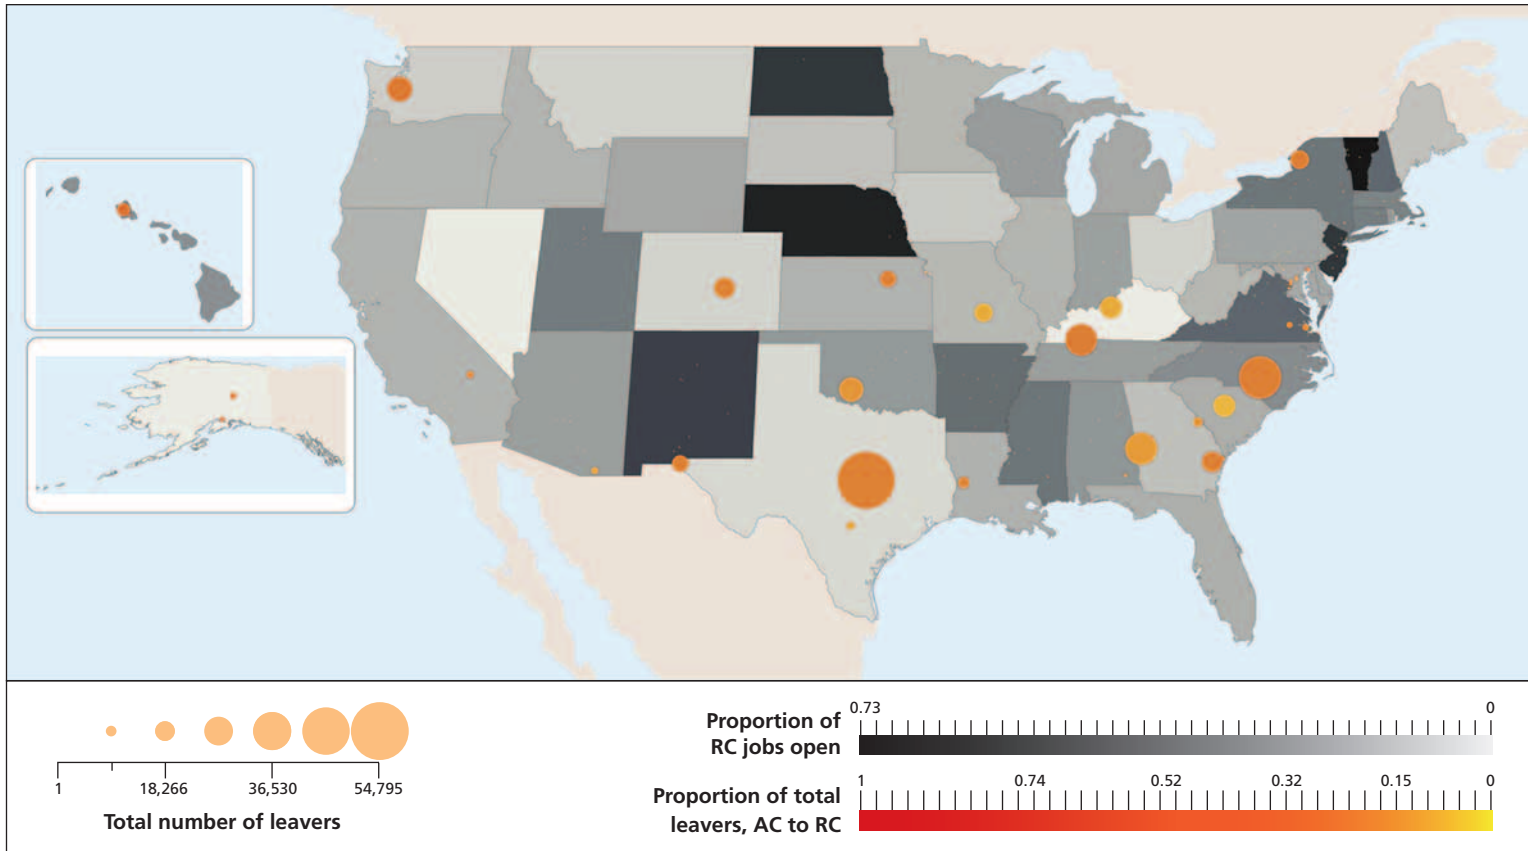 1
18,266
36,530
54,795
Total number of leavers
Proportion of
RC jobs open
0.73
0
Proportion of total
leavers, AC to RC
1
0.74
0.52
0.32
0.15
0